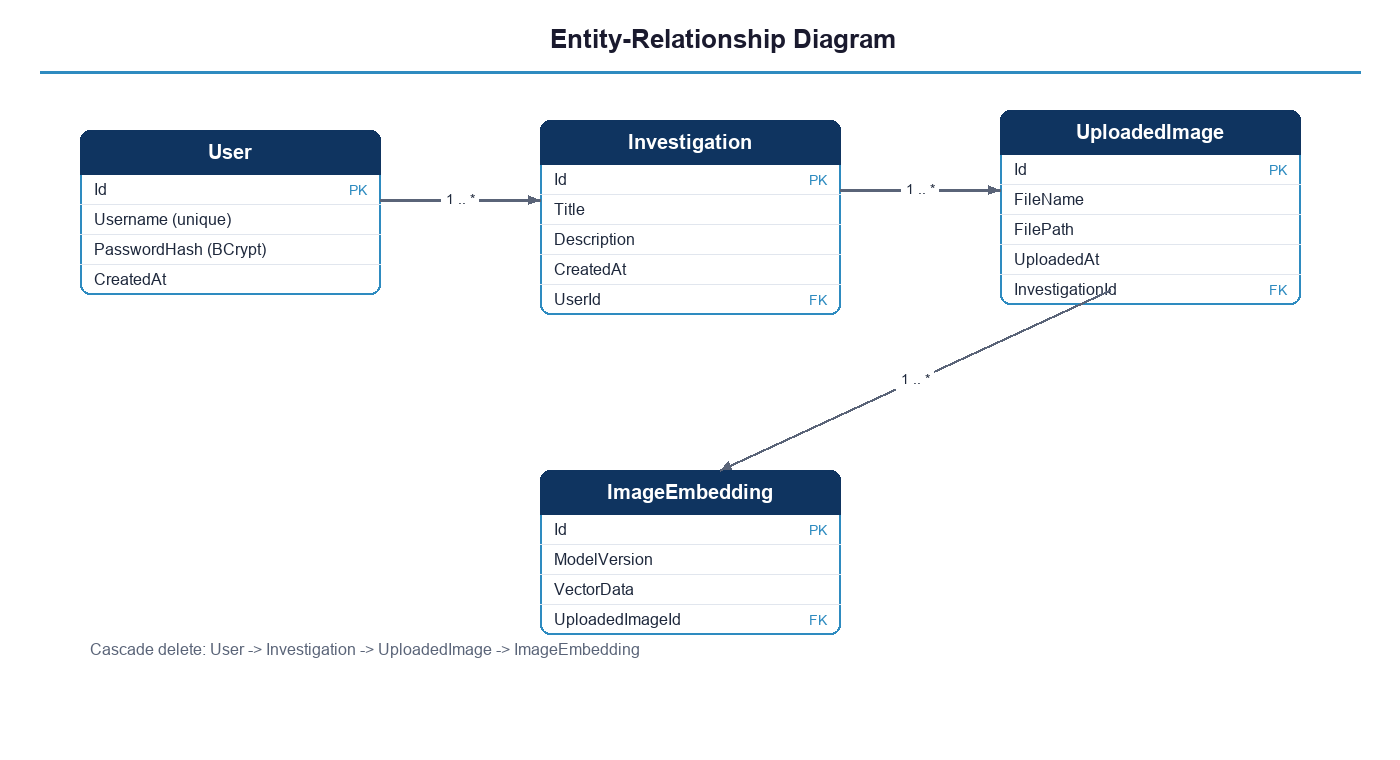 Entity-Relationship Diagram
User
Id PK
Username (unique)
PasswordHash (BCrypt)
CreatedAt
1 .. *
Investigation
Id PK
Title
Description
CreatedAt
UserId FK
1 .. *
UploadedImage
Id PK
FileName
FilePath
UploadedAt
InvestigationId FK
1 .. *
ImageEmbedding
Id PK
ModelVersion
VectorData
UploadedImageId FK
Cascade delete: User -> Investigation -> UploadedImage -> ImageEmbedding